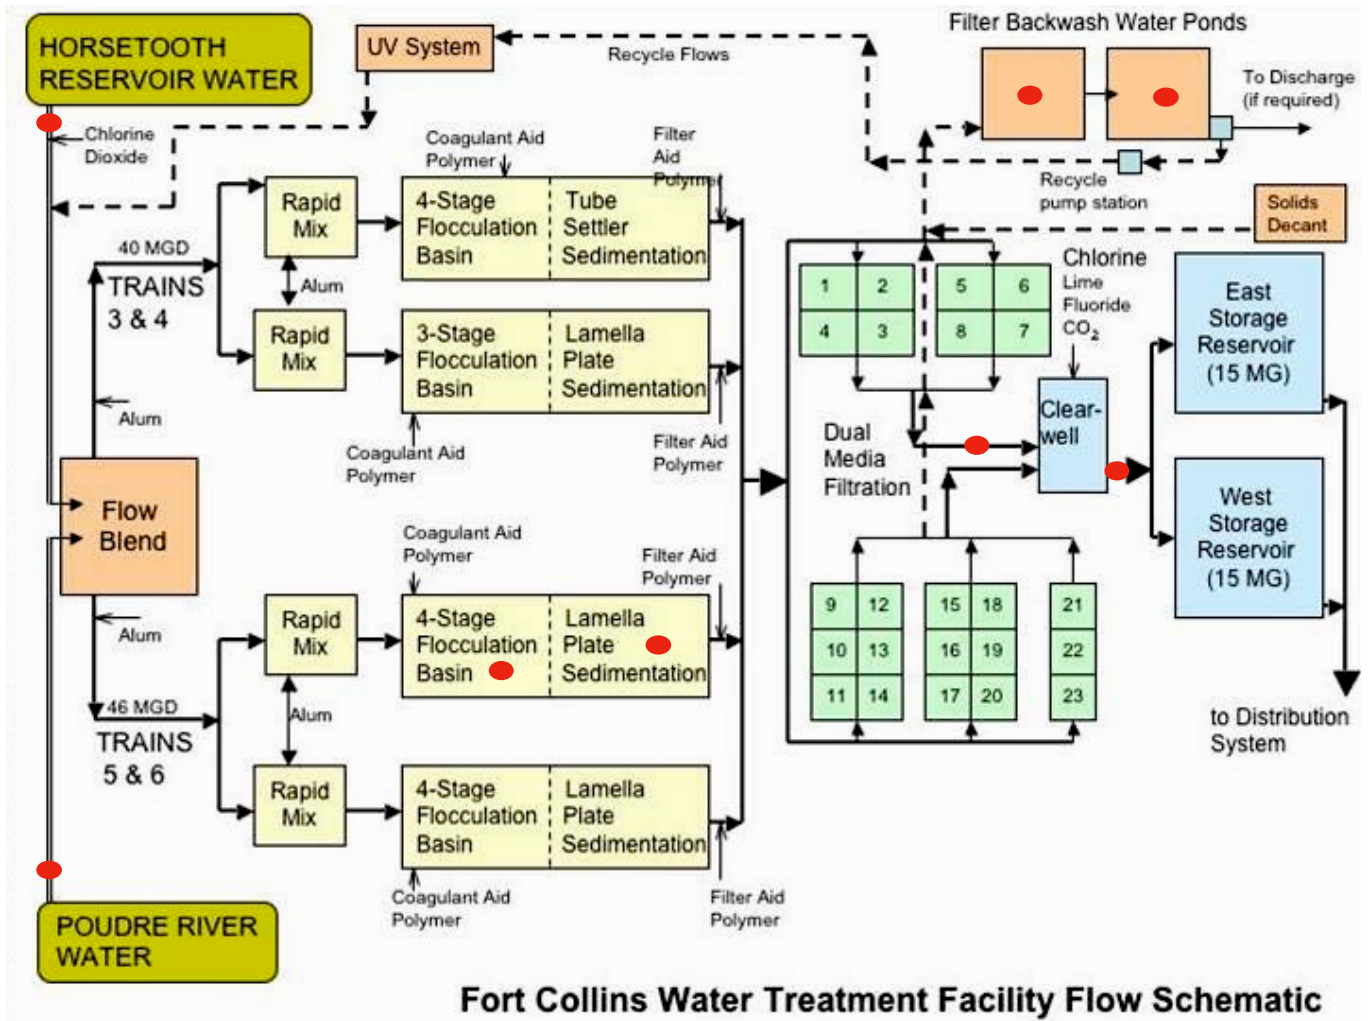 Filter Backwash Water Ponds
HORSETOOTH
RESERVOIR WATER
UV System
Recycle Flows
To Discharge
(if required)
Chlorine
Dioxide
Coagulant Aid
Polymer
Filter
Aid
Polymer
Recycle
pump station
Solids
Decant
Rapid
Mix
4-Stage
Flocculation
Basin
Tube
Settler
Sedimentation
40 MGD
TRAINS
3 & 4
Alum
Rapid
Mix
3-Stage
Flocculation
Basin
Lamella
Plate
Sedimentation
Alum
Coagulant Aid
Polymer
Filter Aid
Polymer
1 2
4 3
5 6
8 7
Chlorine
Lime
Fluoride
CO2
East
Storage
Reservoir
(15 MG)
Clear-
well
Dual
Media
Filtration
West
Storage
Reservoir
(15 MG)
Flow
Blend
Coagulant Aid
Polymer
Filter Aid
Polymer
Alum
Rapid
Mix
4-Stage
Flocculation
Basin
Lamella
Plate
Sedimentation
9 12
10 13
11 14
15 18
16 19
17 20
21
22
23
46 MGD
TRAINS
5 & 6
Alum
to Distribution
System
Rapid
Mix
4-Stage
Flocculation
Basin
Lamella
Plate
Sedimentation
Coagulant Aid
Polymer
Filter Aid
Polymer
POUDRE RIVER
WATER
Fort Collins Water Treatment Facility Flow Schematic